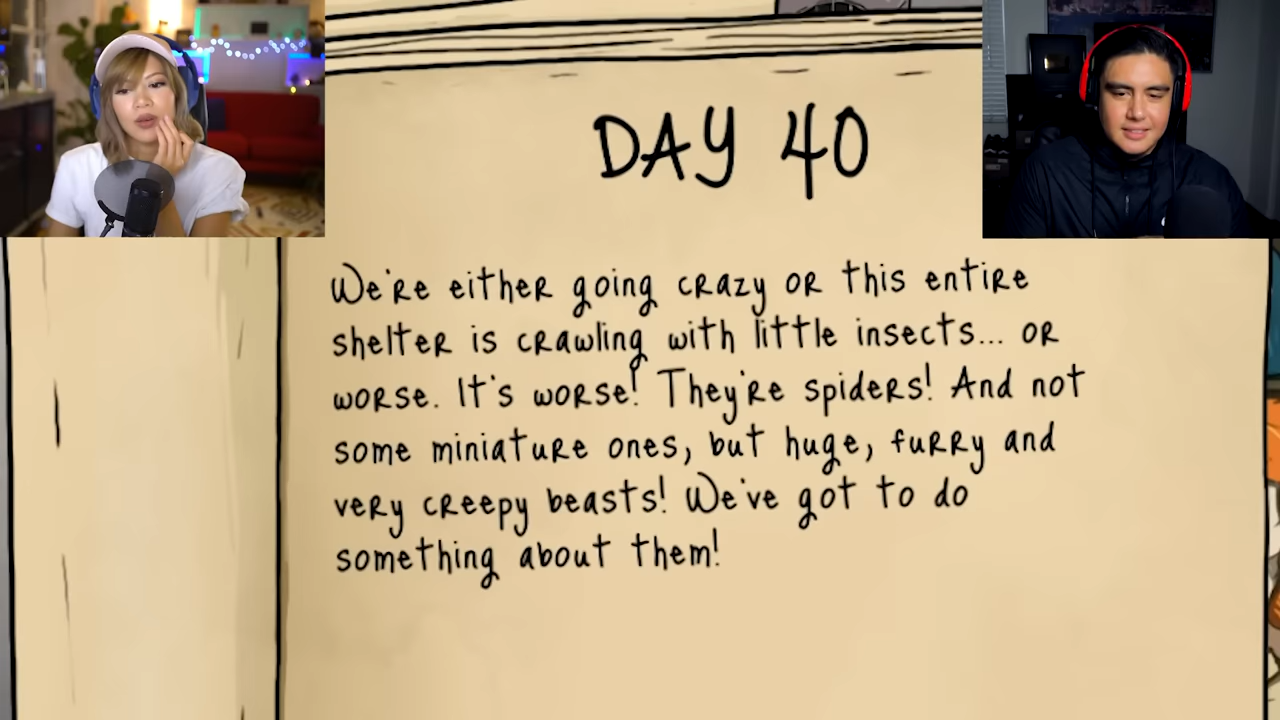 DAY 40
We're either going crazy or this entire
shelter is crawling with little insects... or
worse. It's worse! They're spiders! And not
some miniature ones, but huge, furry and
very creepy beasts! We've got to do
something about them!